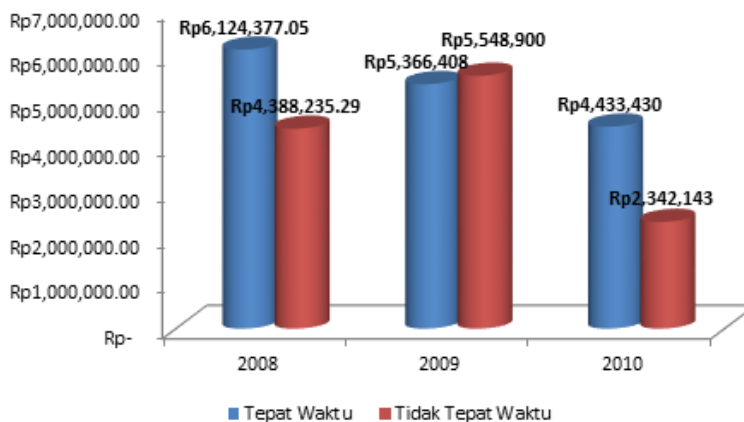 Rp7,000,000.00
Rp6,000,000.00
Rp5,000,000.00
Rp4,000,000.00
Rp3,000,000.00
Rp2,000,000.00
Rp1,000,000.00
Rp-
Rp6,124,377.05
Rp4,388,235.29
Rp5,366,408
Rp5,548,900
Rp4,433,430
Rp2,342,143
2008
2009
2010
Tepat Waktu
Tidak Tepat Waktu